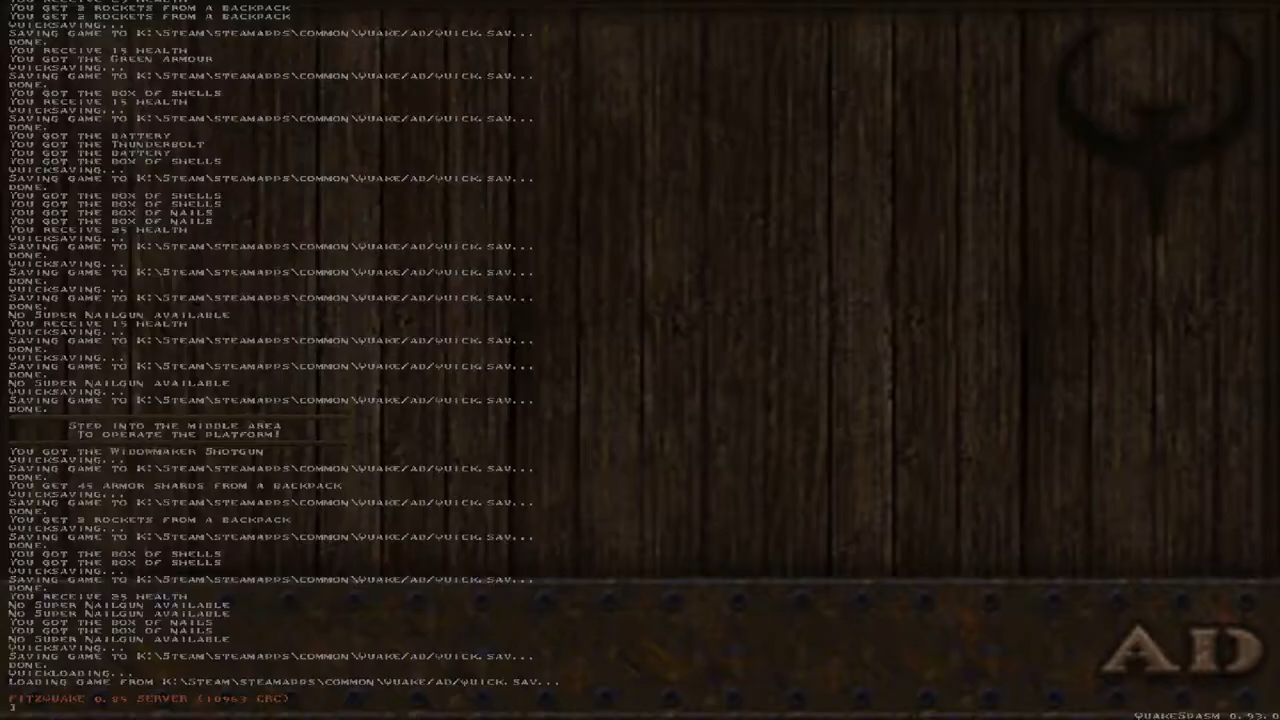 YOU RECEIVE 25 HEALTH
YOU GET 2 ROCKETS FROM A BACKPACK
YOU GET 2 ROCKETS FROM A BACKPACK
QUICKSAVING...
SAVING GAME TO K:\STEAM\STEAMAPPS\COMMON\QUAKE/AD/QUICK.SAV...
DONE.
YOU RECEIVE 15 HEALTH
YOU GOT THE GREEN ARMOUR
QUICKSAVING...
SAVING GAME TO K:\STEAM\STEAMAPPS\COMMON\QUAKE/AD/QUICK.SAV...
DONE.
YOU GOT THE BOX OF SHELLS
YOU RECEIVE 15 HEALTH
QUICKSAVING...
SAVING GAME TO K:\STEAM\STEAMAPPS\COMMON\QUAKE/AD/QUICK.SAV...
DONE.
YOU GOT THE BATTERY
YOU GOT THE THUNDERBOLT
YOU GOT THE BATTERY
YOU GOT THE BOX OF SHELLS
QUICKSAVING...
SAVING GAME TO K:\STEAM\STEAMAPPS\COMMON\QUAKE/AD/QUICK.SAV...
DONE.
YOU GOT THE BOX OF SHELLS
YOU GOT THE BOX OF SHELLS
YOU GOT THE BOX OF NAILS
YOU GOT THE BOX OF NAILS
YOU RECEIVE 25 HEALTH
QUICKSAVING...
SAVING GAME TO K:\STEAM\STEAMAPPS\COMMON\QUAKE/AD/QUICK.SAV...
DONE.
QUICKSAVING...
SAVING GAME TO K:\STEAM\STEAMAPPS\COMMON\QUAKE/AD/QUICK.SAV...
DONE.
QUICKSAVING...
SAVING GAME TO K:\STEAM\STEAMAPPS\COMMON\QUAKE/AD/QUICK.SAV...
DONE.
NO SUPER NAILGUN AVAILABLE
YOU RECEIVE 15 HEALTH
QUICKSAVING...
SAVING GAME TO K:\STEAM\STEAMAPPS\COMMON\QUAKE/AD/QUICK.SAV...
DONE.
QUICKSAVING...
SAVING GAME TO K:\STEAM\STEAMAPPS\COMMON\QUAKE/AD/QUICK.SAV...
DONE.
NO SUPER NAILGUN AVAILABLE
QUICKSAVING...
SAVING GAME TO K:\STEAM\STEAMAPPS\COMMON\QUAKE/AD/QUICK.SAV...
DONE.
STEP INTO THE MIDDLE AREA
TO OPERATE THE PLATFORM!
YOU GOT THE WIDOWMAKER SHOTGUN
QUICKSAVING...
SAVING GAME TO K:\STEAM\STEAMAPPS\COMMON\QUAKE/AD/QUICK.SAV...
DONE.
YOU GET 45 ARMOR SHARDS FROM A BACKPACK
QUICKSAVING...
SAVING GAME TO K:\STEAM\STEAMAPPS\COMMON\QUAKE/AD/QUICK.SAV...
DONE.
YOU GET 2 ROCKETS FROM A BACKPACK
QUICKSAVING...
SAVING GAME TO K:\STEAM\STEAMAPPS\COMMON\QUAKE/AD/QUICK.SAV...
DONE.
YOU GOT THE BOX OF SHELLS
YOU GOT THE BOX OF SHELLS
QUICKSAVING...
SAVING GAME TO K:\STEAM\STEAMAPPS\COMMON\QUAKE/AD/QUICK.SAV...
DONE.
YOU RECEIVE 25 HEALTH
NO SUPER NAILGUN AVAILABLE
NO SUPER NAILGUN AVAILABLE
YOU GOT THE BOX OF NAILS
YOU GOT THE BOX OF NAILS
NO SUPER NAILGUN AVAILABLE
QUICKSAVING...
SAVING GAME TO K:\STEAM\STEAMAPPS\COMMON\QUAKE/AD/QUICK.SAV...
DONE.
QUICKLOADING...
LOADING GAME FROM K:\STEAM\STEAMAPPS\COMMON\QUAKE/AD/QUICK.SAV...
FITZQUAKE 0.85 SERVER (10963 CRC)
]
AD
QUAKESPASM 0.93.0